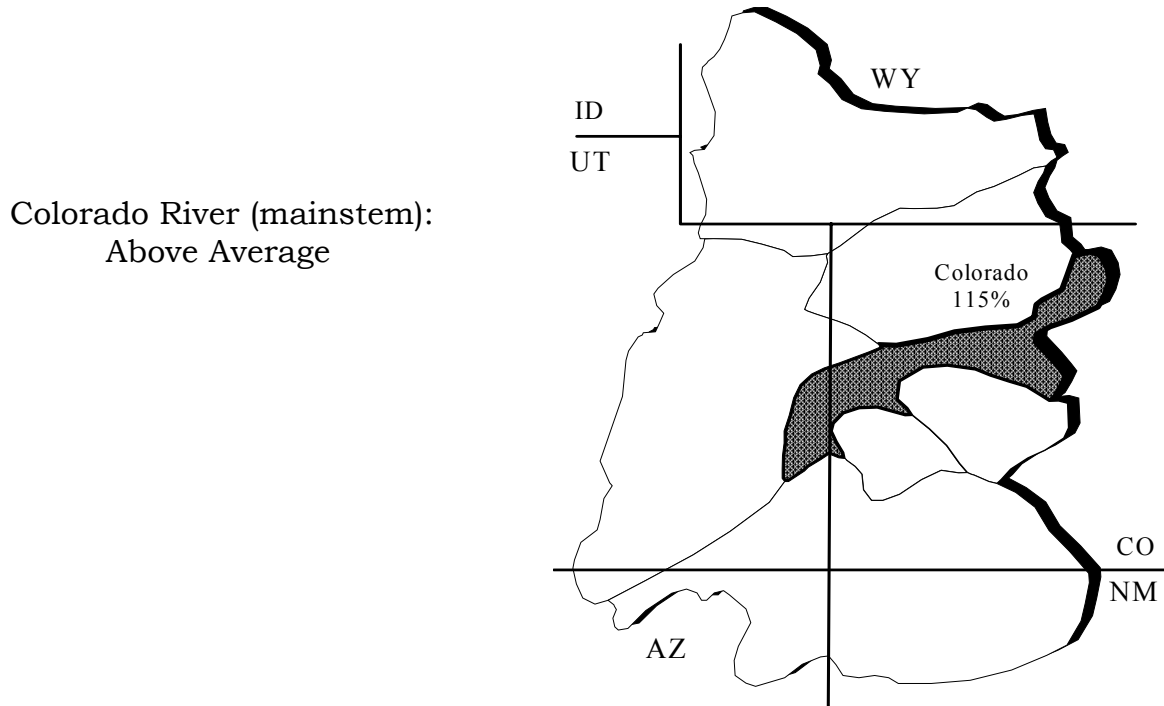 Colorado River (mainstem):
Above Average
WY
ID
UT
Colorado
115%
CO
NM
AZ